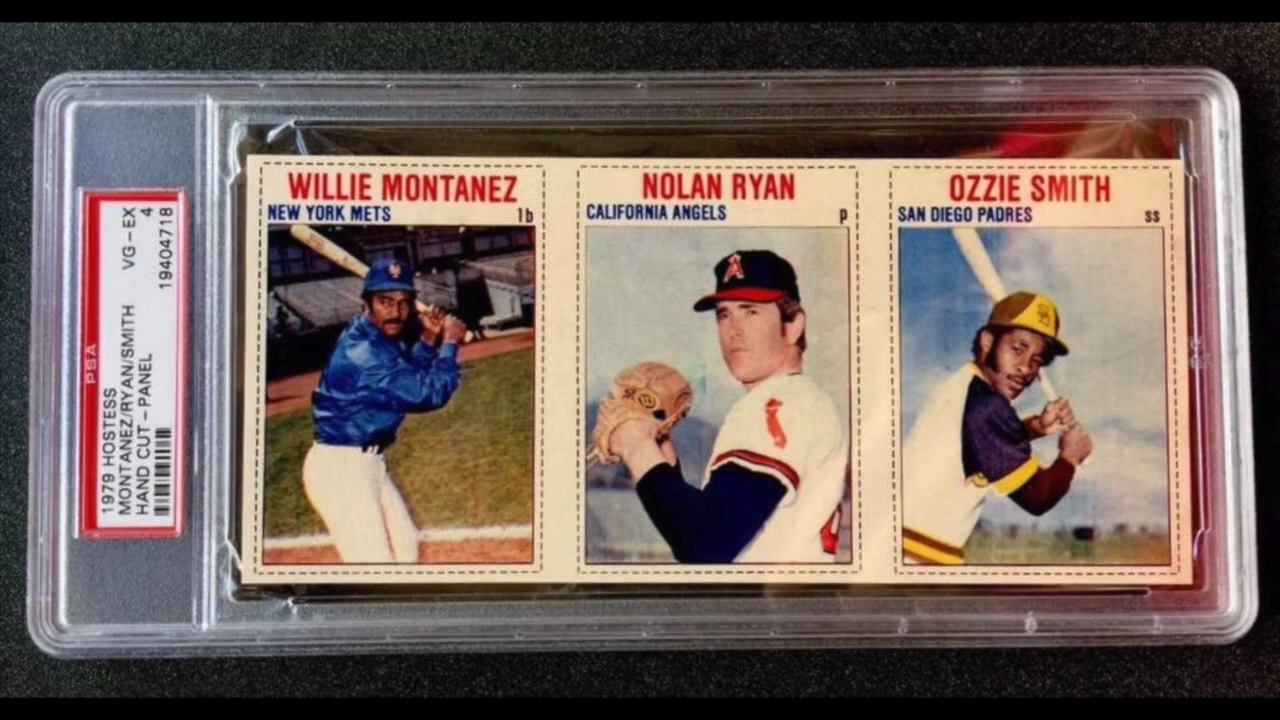 PSA
1979 HOSTESS
MONTANEZ/RYAN/SMITH VG-EX
HAND CUT-PANEL 4
19404718
WILLIE MONTANEZ
NEW YORK METS 1b
NOLAN RYAN
CALIFORNIA ANGELS p
OZZIE SMITH
SAN DIEGO PADRES ss